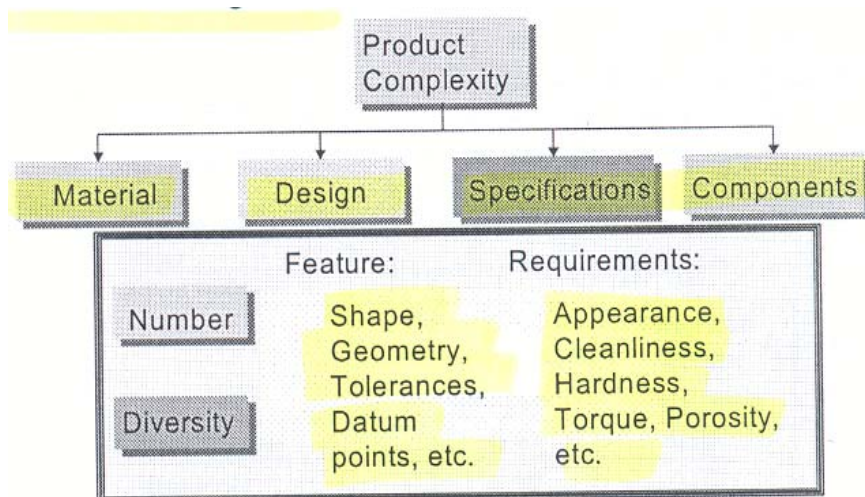 Product
Complexity
Material Design Specifications Components
Feature: Requirements:
Number
Shape,
Geometry,
Tolerances,
Datum
points, etc.
Appearance,
Cleanliness,
Hardness,
Torque, Porosity,
etc.
Diversity